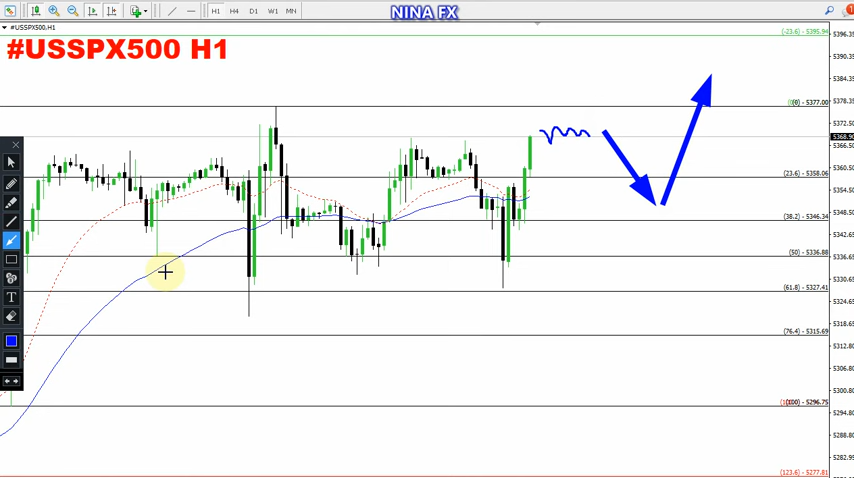 H1 H4 D1 W1 MN
NINA FX
#USSPX500,H1
#USSPX500 H1
(-23.6) - 5395.94
5396.35
5390.35
5384.35
5378.35
(0) - 5377.00
5372.50
5368.90
5366.50
5360.50
(23.6) - 5358.06
5354.50
5348.50
(38.2) - 5346.34
5342.65
(50) - 5336.88
5336.65
5330.65
(61.8) - 5327.41
5324.65
5318.65
(76.4) - 5315.69
5312.80
5306.80
5300.80
(100) - 5296.75
5294.80
5288.80
5282.95
(123.6) - 5277.81
T